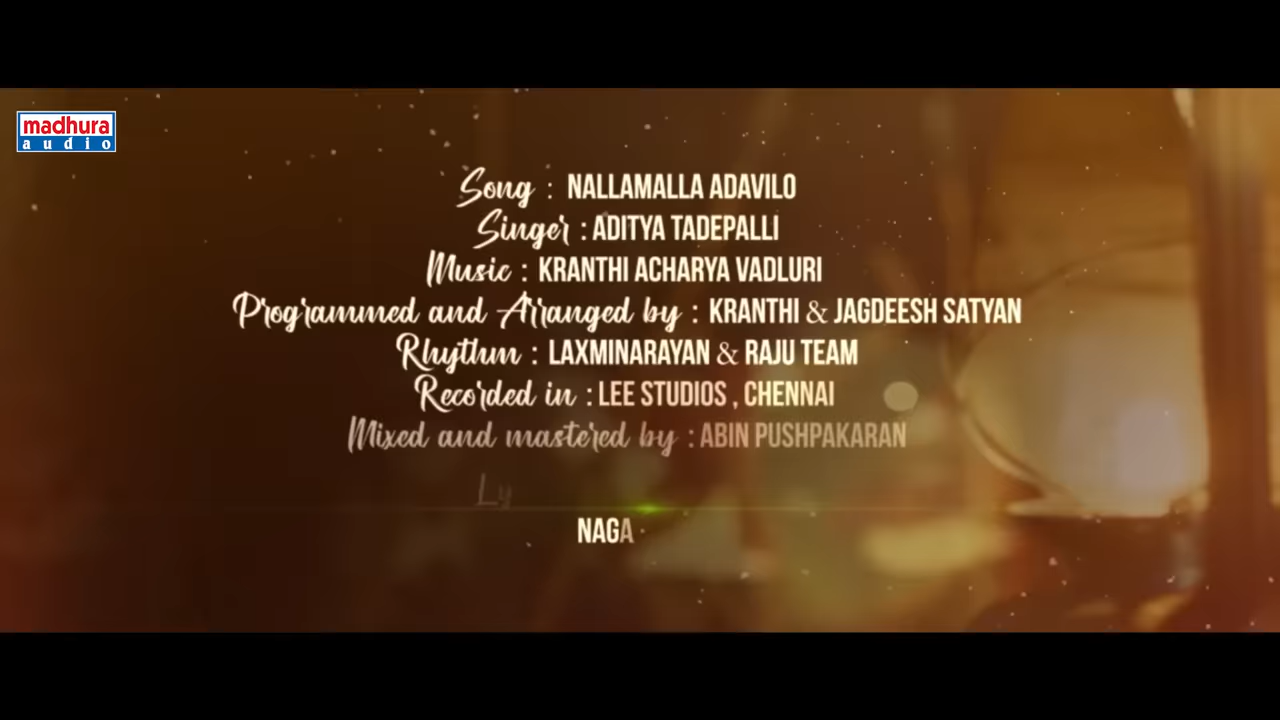 madhura
audio
Song : NALLAMALLA ADAVILO
Singer : ADITYA TADEPALLI
Music : KRANTHI ACHARYA VADLURI
Programmed and Arranged by : KRANTHI & JAGDEESH SATYAN
Rhythm : LAXMINARAYAN & RAJU TEAM
Recorded in : LEE STUDIOS , CHENNAI
Mixed and mastered by : ABIN PUSHPAKARAN
Ly
NAGA